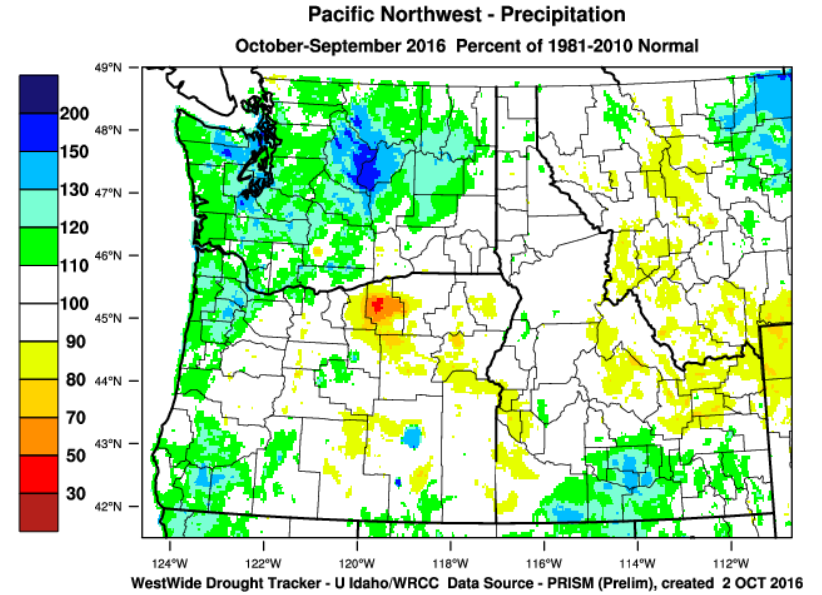 Pacific Northwest - Precipitation
October-September 2016 Percent of 1981-2010 Normal
200
150
130
120
110
100
90
80
70
50
30
49°N
48°N
47°N
46°N
45°N
44°N
43°N
42°N
124°W 122°W 120°W 118°W 116°W 114°W 112°W
WestWide Drought Tracker - U Idaho/WRCC Data Source - PRISM (Prelim), created 2 OCT 2016